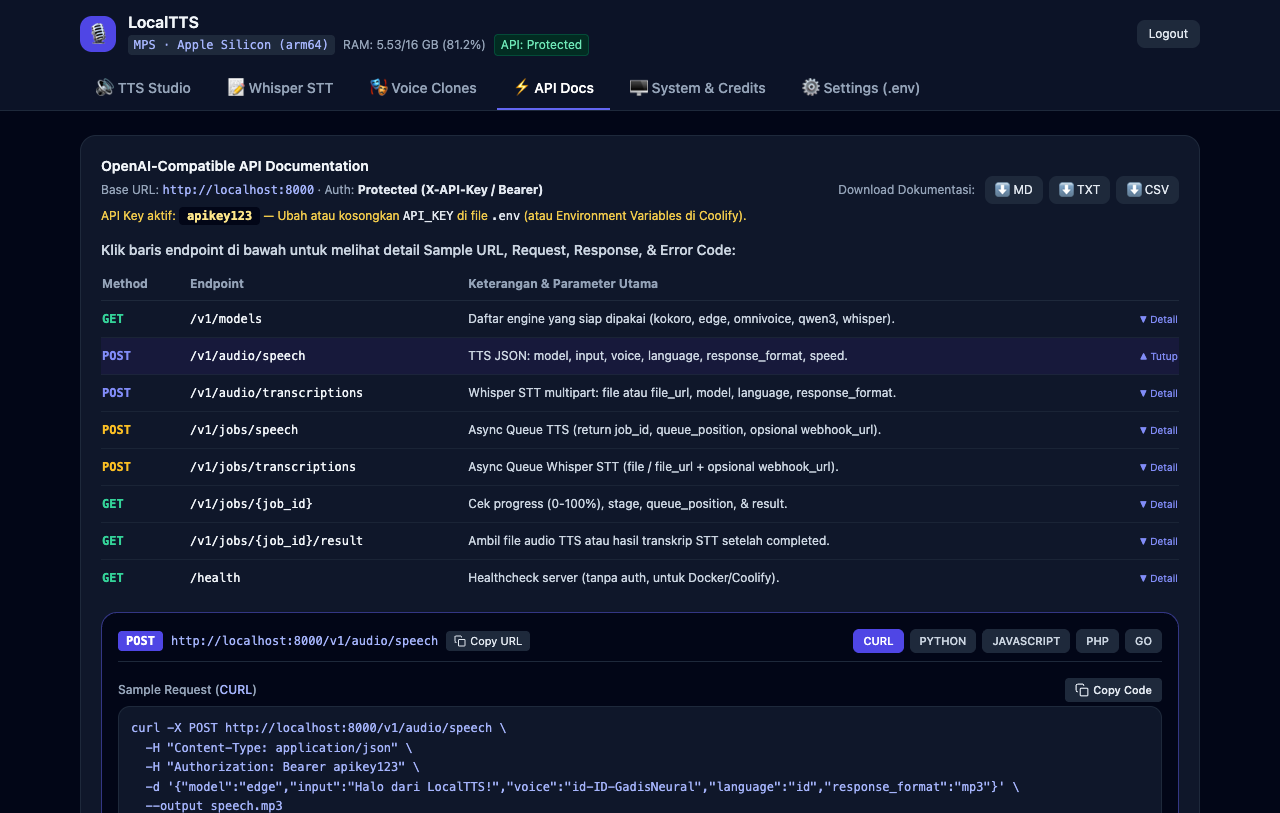 LocalTTS
MPS · Apple Silicon (arm64) RAM: 5.53/16 GB (81.2%) API: Protected
Logout
TTS Studio Whisper STT Voice Clones API Docs System & Credits Settings (.env)
OpenAI-Compatible API Documentation
Base URL: http://localhost:8000 · Auth: Protected (X-API-Key / Bearer)
Download Dokumentasi: MD TXT CSV
API Key aktif: apikey123 — Ubah atau kosongkan API_KEY di file .env (atau Environment Variables di Coolify).
Klik baris endpoint di bawah untuk melihat detail Sample URL, Request, Response, & Error Code:
Method Endpoint Keterangan & Parameter Utama
GET /v1/models Daftar engine yang siap dipakai (kokoro, edge, omnivoice, qwen3, whisper). ▼ Detail
POST /v1/audio/speech TTS JSON: model, input, voice, language, response_format, speed. ▲ Tutup
POST /v1/audio/transcriptions Whisper STT multipart: file atau file_url, model, language, response_format. ▼ Detail
POST /v1/jobs/speech Async Queue TTS (return job_id, queue_position, opsional webhook_url). ▼ Detail
POST /v1/jobs/transcriptions Async Queue Whisper STT (file / file_url + opsional webhook_url). ▼ Detail
GET /v1/jobs/{job_id} Cek progress (0-100%), stage, queue_position, & result. ▼ Detail
GET /v1/jobs/{job_id}/result Ambil file audio TTS atau hasil transkrip STT setelah completed. ▼ Detail
GET /health Healthcheck server (tanpa auth, untuk Docker/Coolify). ▼ Detail
POST http://localhost:8000/v1/audio/speech Copy URL CURL PYTHON JAVASCRIPT PHP GO
Sample Request (CURL) Copy Code
curl -X POST http://localhost:8000/v1/audio/speech \
-H "Content-Type: application/json" \
-H "Authorization: Bearer apikey123" \
-d '{"model":"edge","input":"Halo dari LocalTTS!","voice":"id-ID-GadisNeural","language":"id","response_format":"mp3"}' \
--output speech.mp3